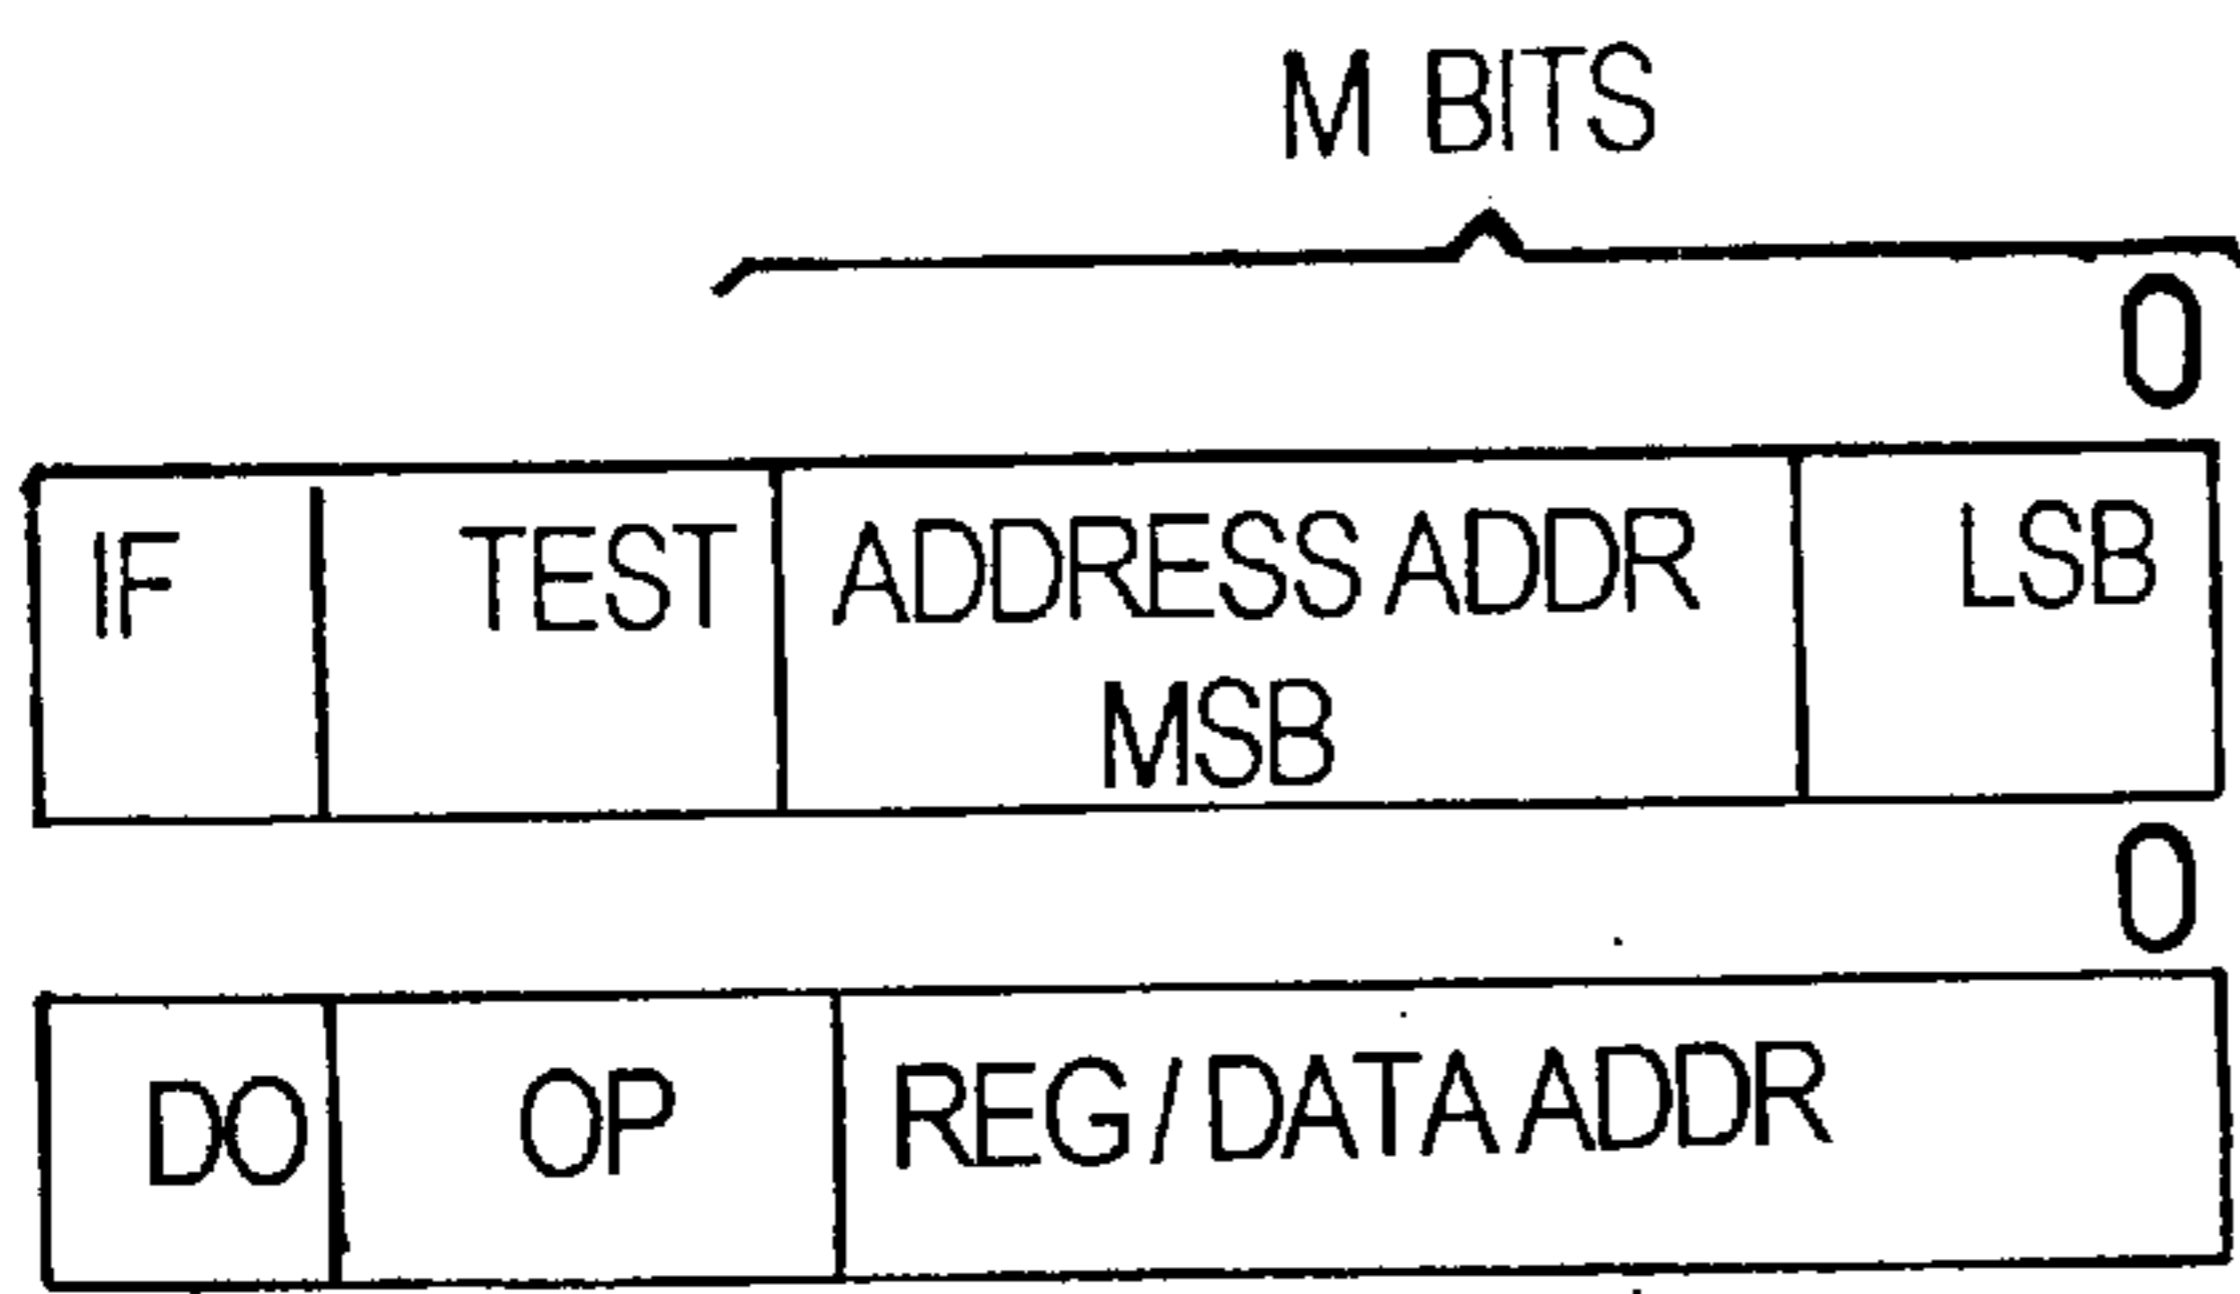 M BITS
0
IF TEST ADDRESS ADDR LSB
MSB
0
DO OP REG/DATA ADDR